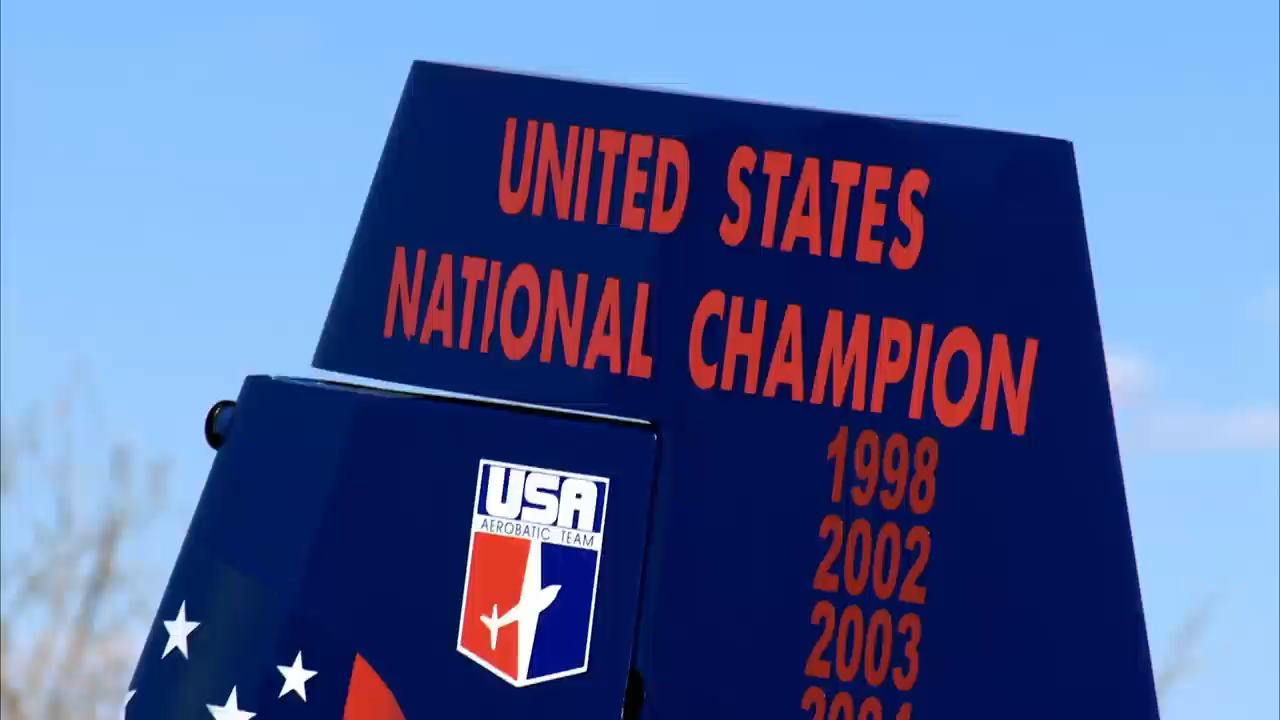 UNITED STATES
NATIONAL CHAMPION
1998
2002
2003
USA
AEROBATIC TEAM